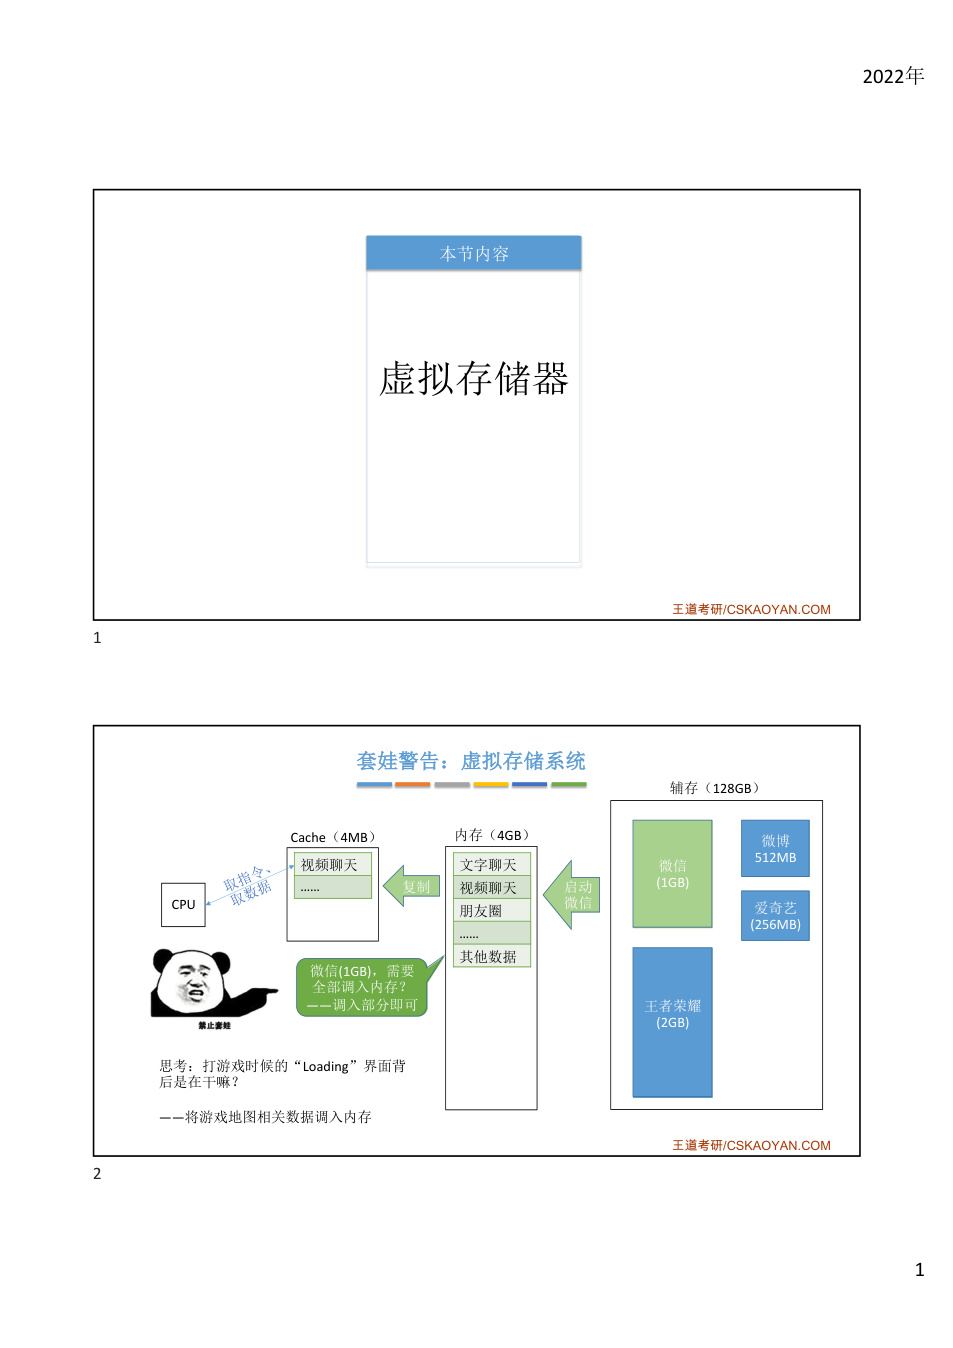 2022年
本节内容
虚拟存储器
王道考研/CSKAOYAN.COM
1
套娃警告：虚拟存储系统
辅存（128GB）
Cache（4MB）
内存（4GB）
CPU
取指令、
取数据
视频聊天
……
复制
文字聊天
视频聊天
朋友圈
……
其他数据
启动
微信
微信
(1GB)
微博
512MB
爱奇艺
(256MB)
王者荣耀
(2GB)
微信(1GB)，需要
全部调入内存？
——调入部分即可
禁止套娃
思考：打游戏时候的“Loading”界面背
后是在干嘛？
——将游戏地图相关数据调入内存
王道考研/CSKAOYAN.COM
2
1